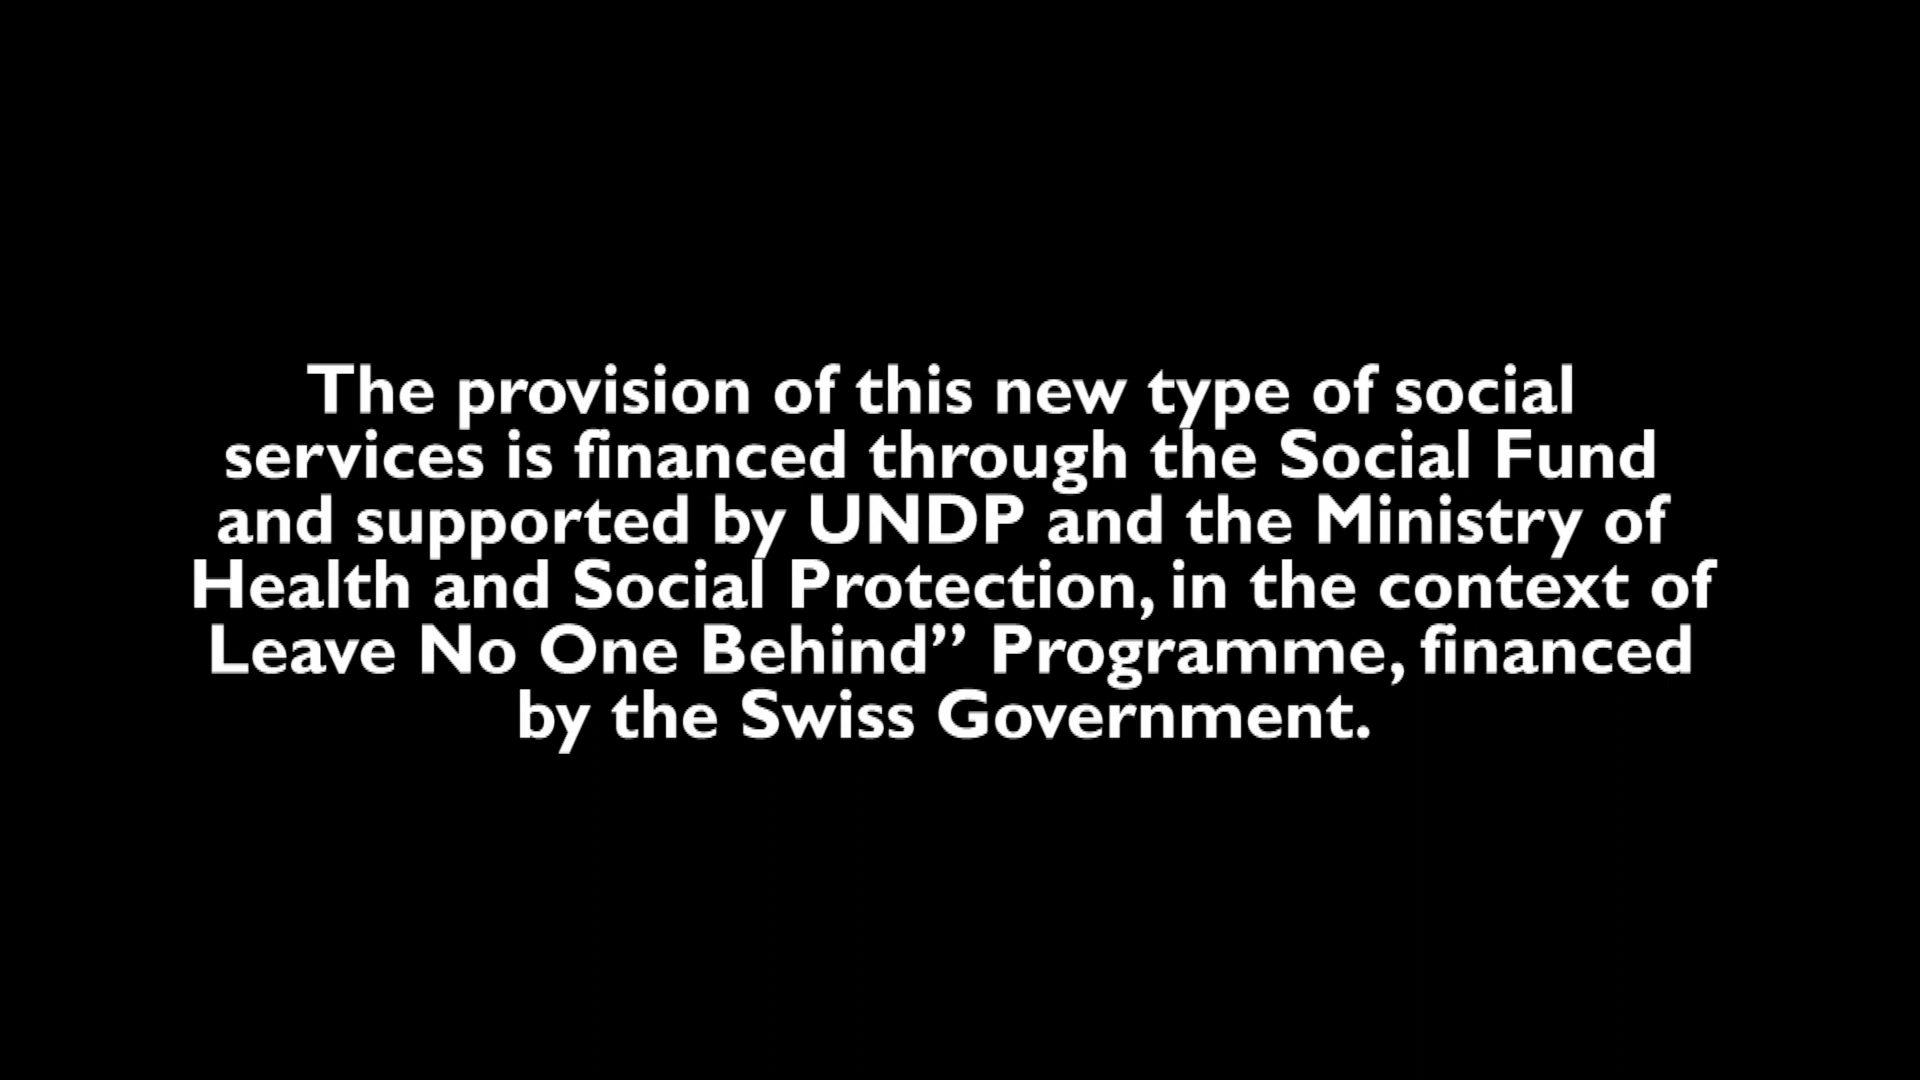 The provision of this new type of social
services is financed through the Social Fund
and supported by UNDP and the Ministry of
Health and Social Protection, in the context of
Leave No One Behind” Programme, financed
by the Swiss Government.